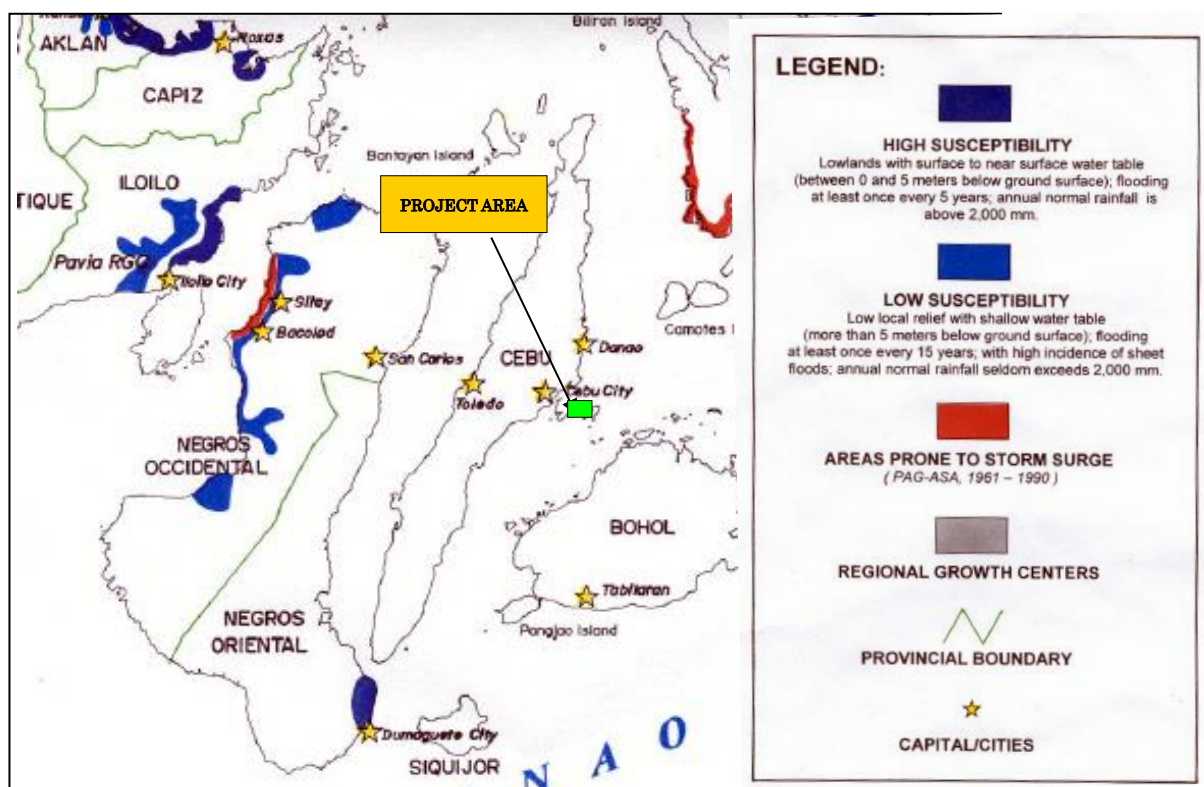 Biliran Island
Roxas
AKLAN
CAPIZ
Bantayan Island
ILOILO
TIQUE
PROJECT AREA
Pavia RGC
Iloilo City
Silay
Bacolod
Camotes I
San Carlos
CEBU
Danao
Toledo
Cebu City
NEGROS
OCCIDENTAL
BOHOL
Tabliaran
NEGROS
ORIENTAL
Pangjao Island
Dumaguete City
SIQUIJOR
N A O
LEGEND:
HIGH SUSCEPTIBILITY
Lowlands with surface to near surface water table
(between 0 and 5 meters below ground surface); flooding
at least once every 5 years; annual normal rainfall is
above 2,000 mm.
LOW SUSCEPTIBILITY
Low local relief with shallow water table
(more than 5 meters below ground surface); flooding
at least once every 15 years; with high incidence of sheet
floods; annual normal rainfall seldom exceeds 2,000 mm.
AREAS PRONE TO STORM SURGE
( PAG-ASA, 1961 – 1990 )
REGIONAL GROWTH CENTERS
PROVINCIAL BOUNDARY
CAPITAL/CITIES